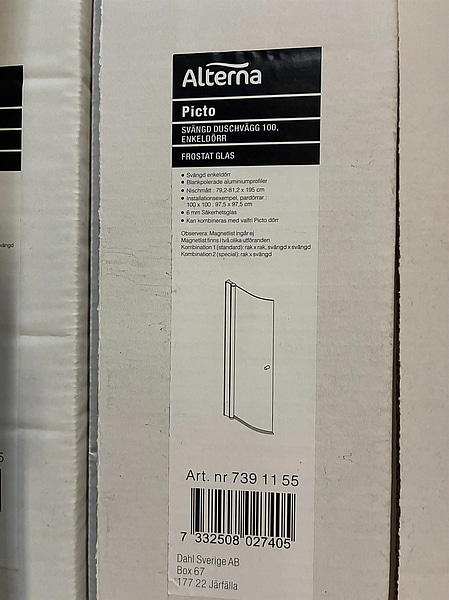 Alterna
Picto
SVÄNGD DUSCHVÄGG 100,
ENKELDÖRR
FROSTAT GLAS
• Svängd enkeldörr
• Blankpolerade aluminiumprofiler
• Nischmått : 79,2-81,2 x 195 cm
• Installationsexempel, pardörrar :
100 x 100 : 97,5 x 97,5 cm
• 6 mm Säkerhetsglas
• Kan kombineras med valfri Picto dörr
Observera: Magnetlist ingår ej
Magnetlist finns i två olika utföranden
Kombination 1 (standard): rak x rak, svängd x svängd
Kombination 2 (special): rak x svängd
Art. nr 739 11 55
7 332508 027405
Dahl Sverige AB
Box 67
177 22 Järfälla